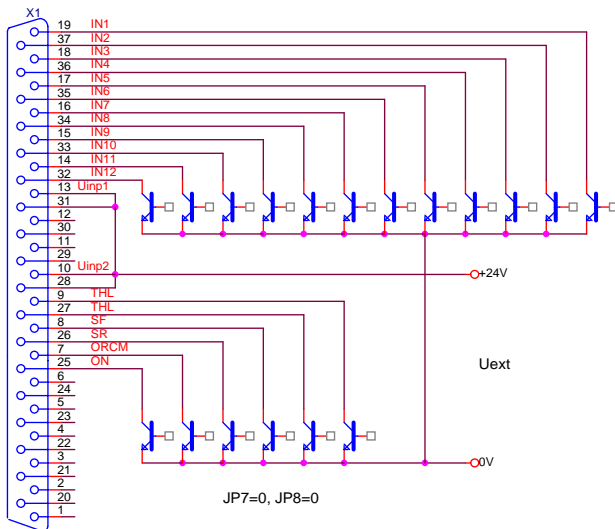 X1
19 IN1
37 IN2
18 IN3
36 IN4
17 IN5
35 IN6
16 IN7
34 IN8
15 IN9
33 IN10
14 IN11
32 IN12
13 Uinp1
31
12
30
11
29
10 Uinp2
+24V
28
9 THL
27 THL
8 SF
26 SR
7 ORCM
Uext
25 ON
6
24
5
23
4
22
3
0V
21
2
20
JP7=0, JP8=0
1